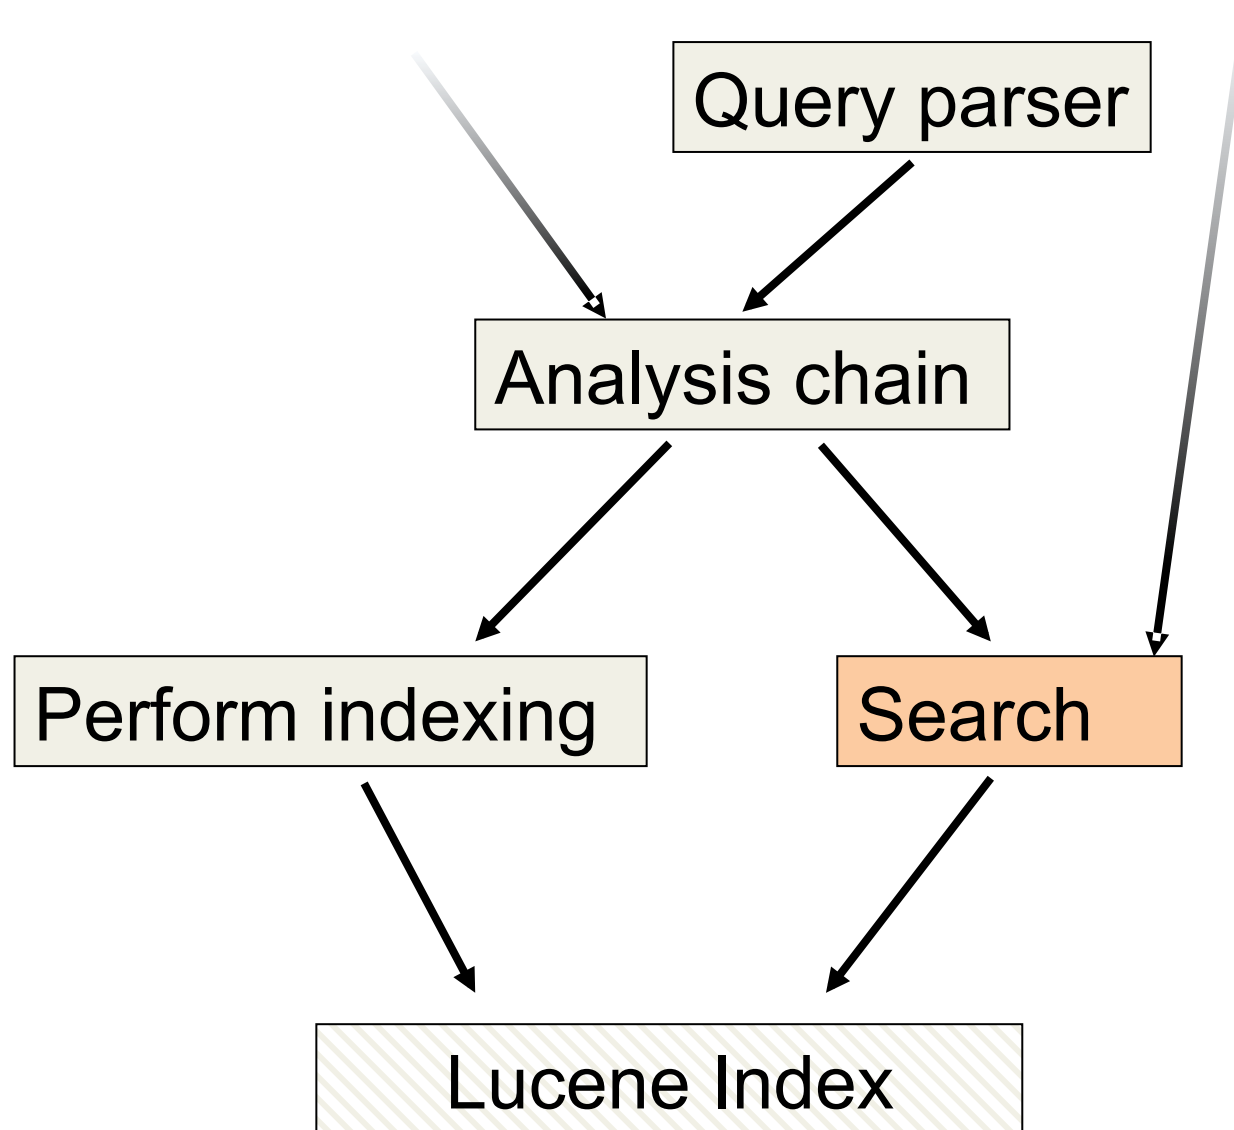 Query parser
Analysis chain
Perform indexing
Search
Lucene Index